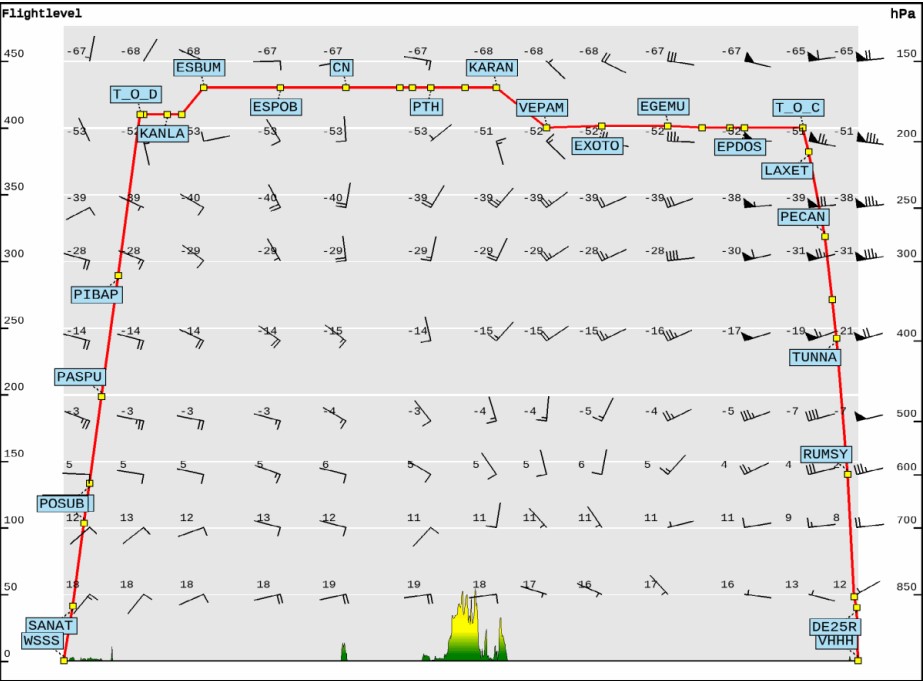 Flightlevel hPa
450 -67 -68 -68 -67 -67 -67 -68 -68 -68 -67 -67 -65 -65 150
ESBUM CN KARAN
T_O_D ESPOB PTH VEPAM EGEMU T_O_C
400 -53 KANLA 53 -53 -53 -53 -51 -52 -52 -52 -51 200
EXOTO EPDOS
LAXET
350 -39 -39 -40 -40 -40 -39 -39 -39 -39 -39 -38 -39 -38 250
PECAN
300 -28 -28 -29 -29 -29 -29 -29 -29 -28 -29 -30 -31 -31 300
PIBAP
250 -14 -14 -14 -14 -15 -14 -15 -15 -15 -16 -17 -19 -21 400
TUNNA
PASPU
200 -3 -3 -3 -3 -4 -3 -4 -4 -5 -4 -5 -7 -7 500
RUMSY
150 5 5 5 5 6 5 5 5 6 5 4 4 600
POSUB
100 12 13 12 13 12 11 11 11 11 11 11 9 8 700
50 18 18 18 18 19 19 18 17 16 17 16 13 12 850
SANAT DE25R
WSSS VHHH
0